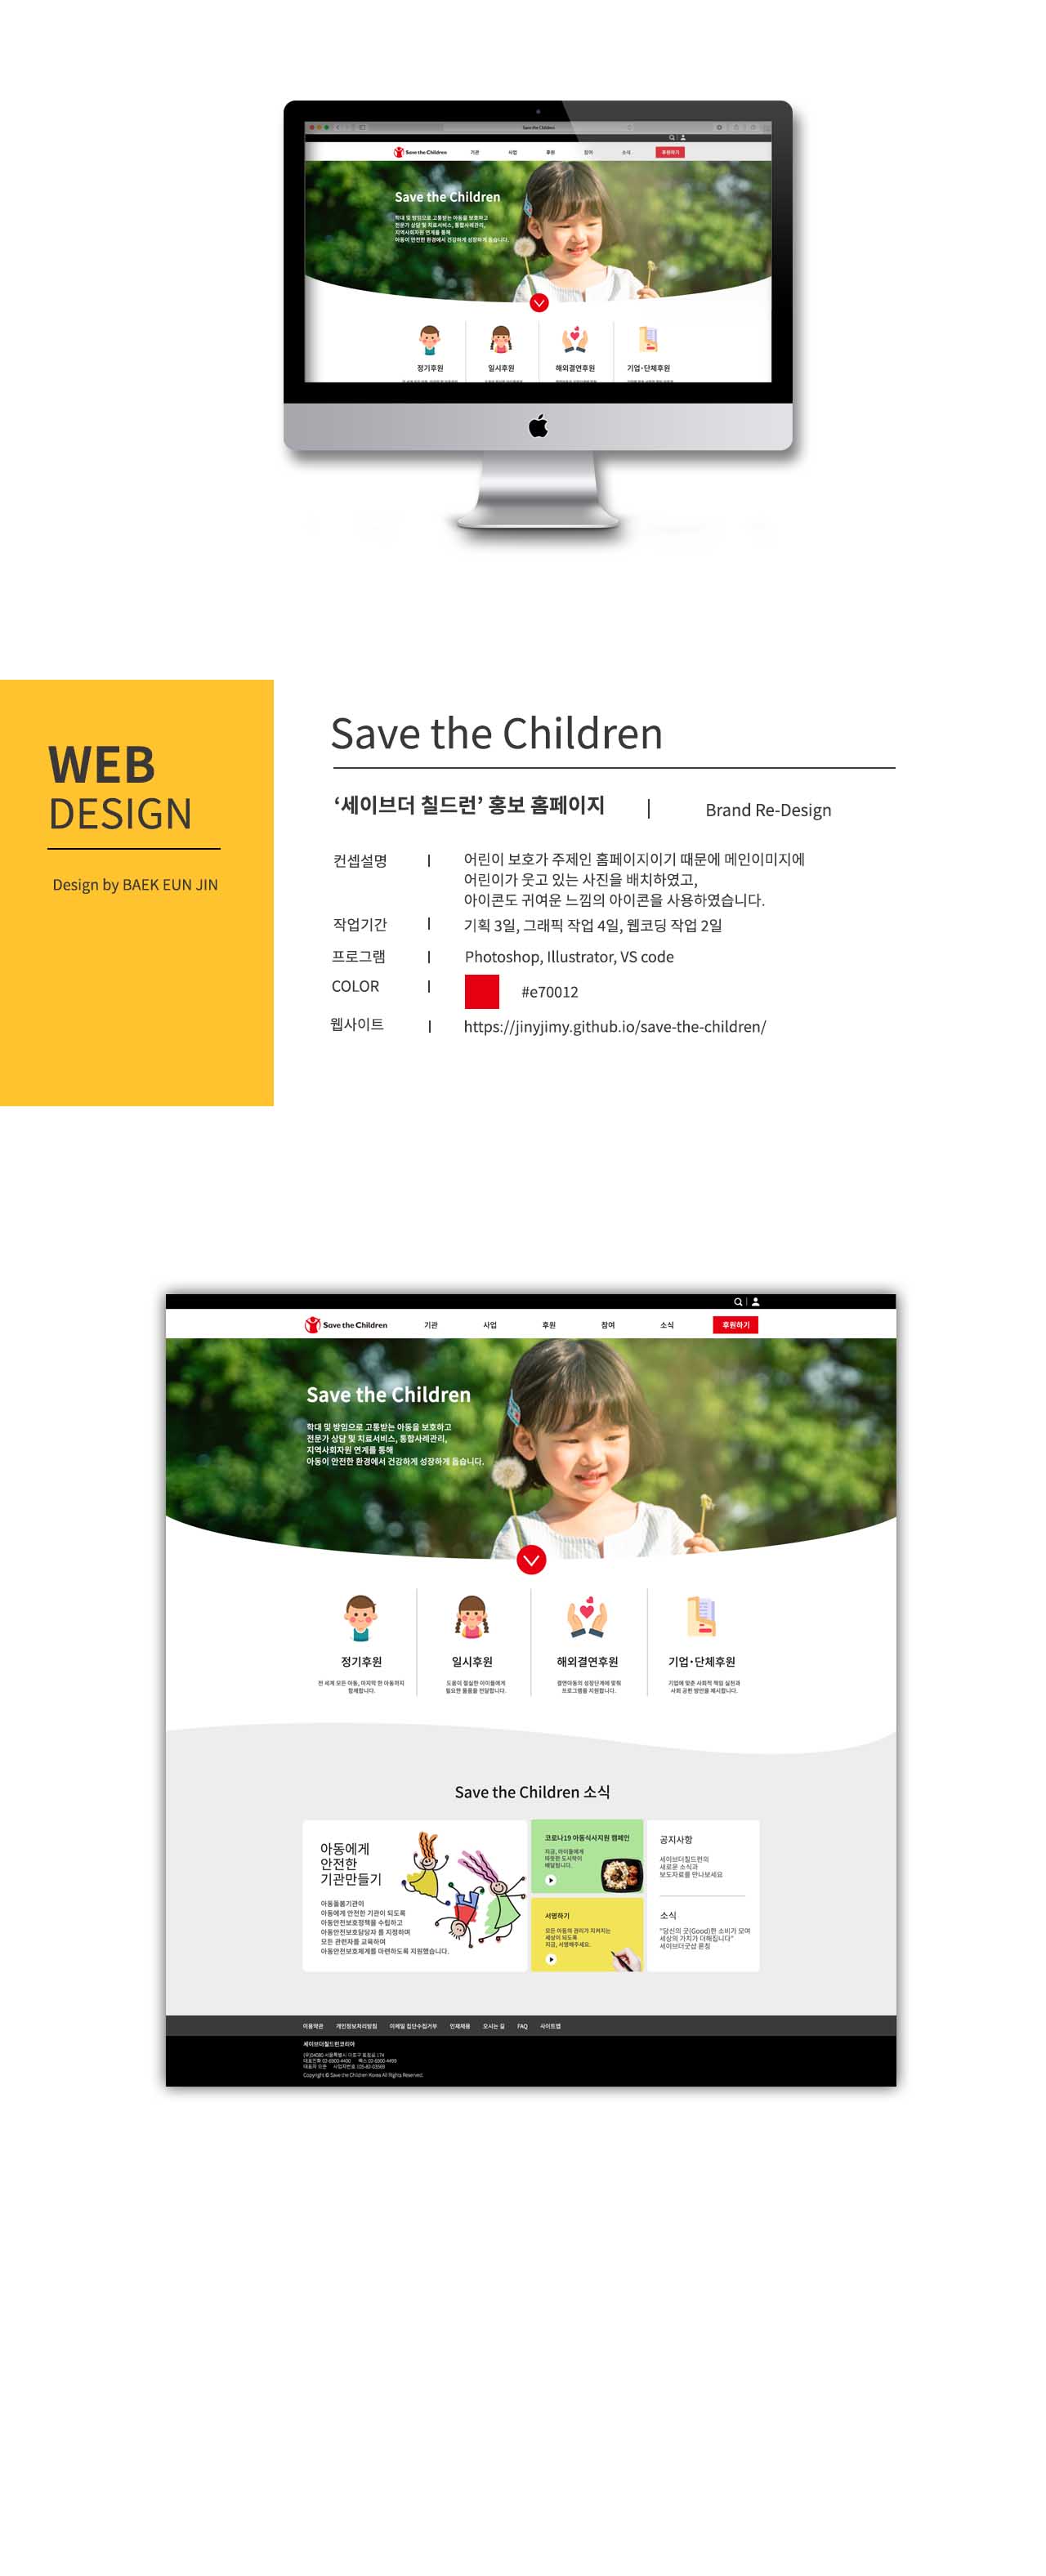 Save the Children
Save the Children
기관
사업
후원
참여
소식
후원하기
Save the Children
학대 및 방임으로 고통받는 아동을 보호하고
전문가 상담 및 치료서비스, 통합사례관리,
지역사회자원 연계를 통해
아동이 안전한 환경에서 건강하게 성장하게 돕습니다.
정기후원
일시후원
해외결연후원
기업·단체후원
WEB
DESIGN
Design by BAEK EUN JIN
Save the Children
‘세이브더 칠드런’ 홍보 홈페이지 | Brand Re-Design
컨셉설명 | 어린이 보호가 주제인 홈페이지이기 때문에 메인이미지에
어린이가 웃고 있는 사진을 배치하였고,
아이콘도 귀여운 느낌의 아이콘을 사용하였습니다.
작업기간 | 기획 3일, 그래픽 작업 4일, 웹코딩 작업 2일
프로그램 | Photoshop, Illustrator, VS code
COLOR | #e70012
웹사이트 | https://jinyjimy.github.io/save-the-children/
Save the Children
기관
사업
후원
참여
소식
후원하기
Save the Children
학대 및 방임으로 고통받는 아동을 보호하고
전문가 상담 및 치료서비스, 통합사례관리,
지역사회자원 연계를 통해
아동이 안전한 환경에서 건강하게 성장하게 돕습니다.
정기후원
전 세계 모든 아동, 마지막 한 아동까지
함께합니다.
일시후원
도움이 절실한 아이들에게
필요한 물품을 전달합니다.
해외결연후원
결연아동의 성장단계에 맞춰
프로그램을 지원합니다.
기업·단체후원
기업에 맞춘 사회적 책임 실천과
사회 공헌 방안을 제시합니다.
Save the Children 소식
아동에게
안전한
기관만들기
아동돌봄기관이
아동에게 안전한 기관이 되도록
아동안전보호정책을 수립하고
아동안전보호담당자 를 지정하며
모든 관련자를 교육하며
아동안전보호체계를 마련하도록 지원했습니다.
코로나19 아동식사지원 캠페인
지금, 아이들에게
따뜻한 도시락이
배달됩니다.
서명하기
모든 아동의 권리가 지켜지는
세상이 되도록
지금, 서명해주세요.
공지사항
세이브더칠드런의
새로운 소식과
보도자료를 만나보세요
소식
"당신의 굿(Good)한 소비가 모여
세상의 가치가 더해집니다"
세이브더굿샵 론칭
이용약관
개인정보처리방침
이메일 집단수집거부
인재채용
오시는 길
FAQ
사이트맵
세이브더칠드런코리아
(우)04080 서울특별시 마포구 토정로 174
대표전화 02-6900-4400 팩스 02-6900-4499
Copyright © Save the Children Korea All Rights Reserved.